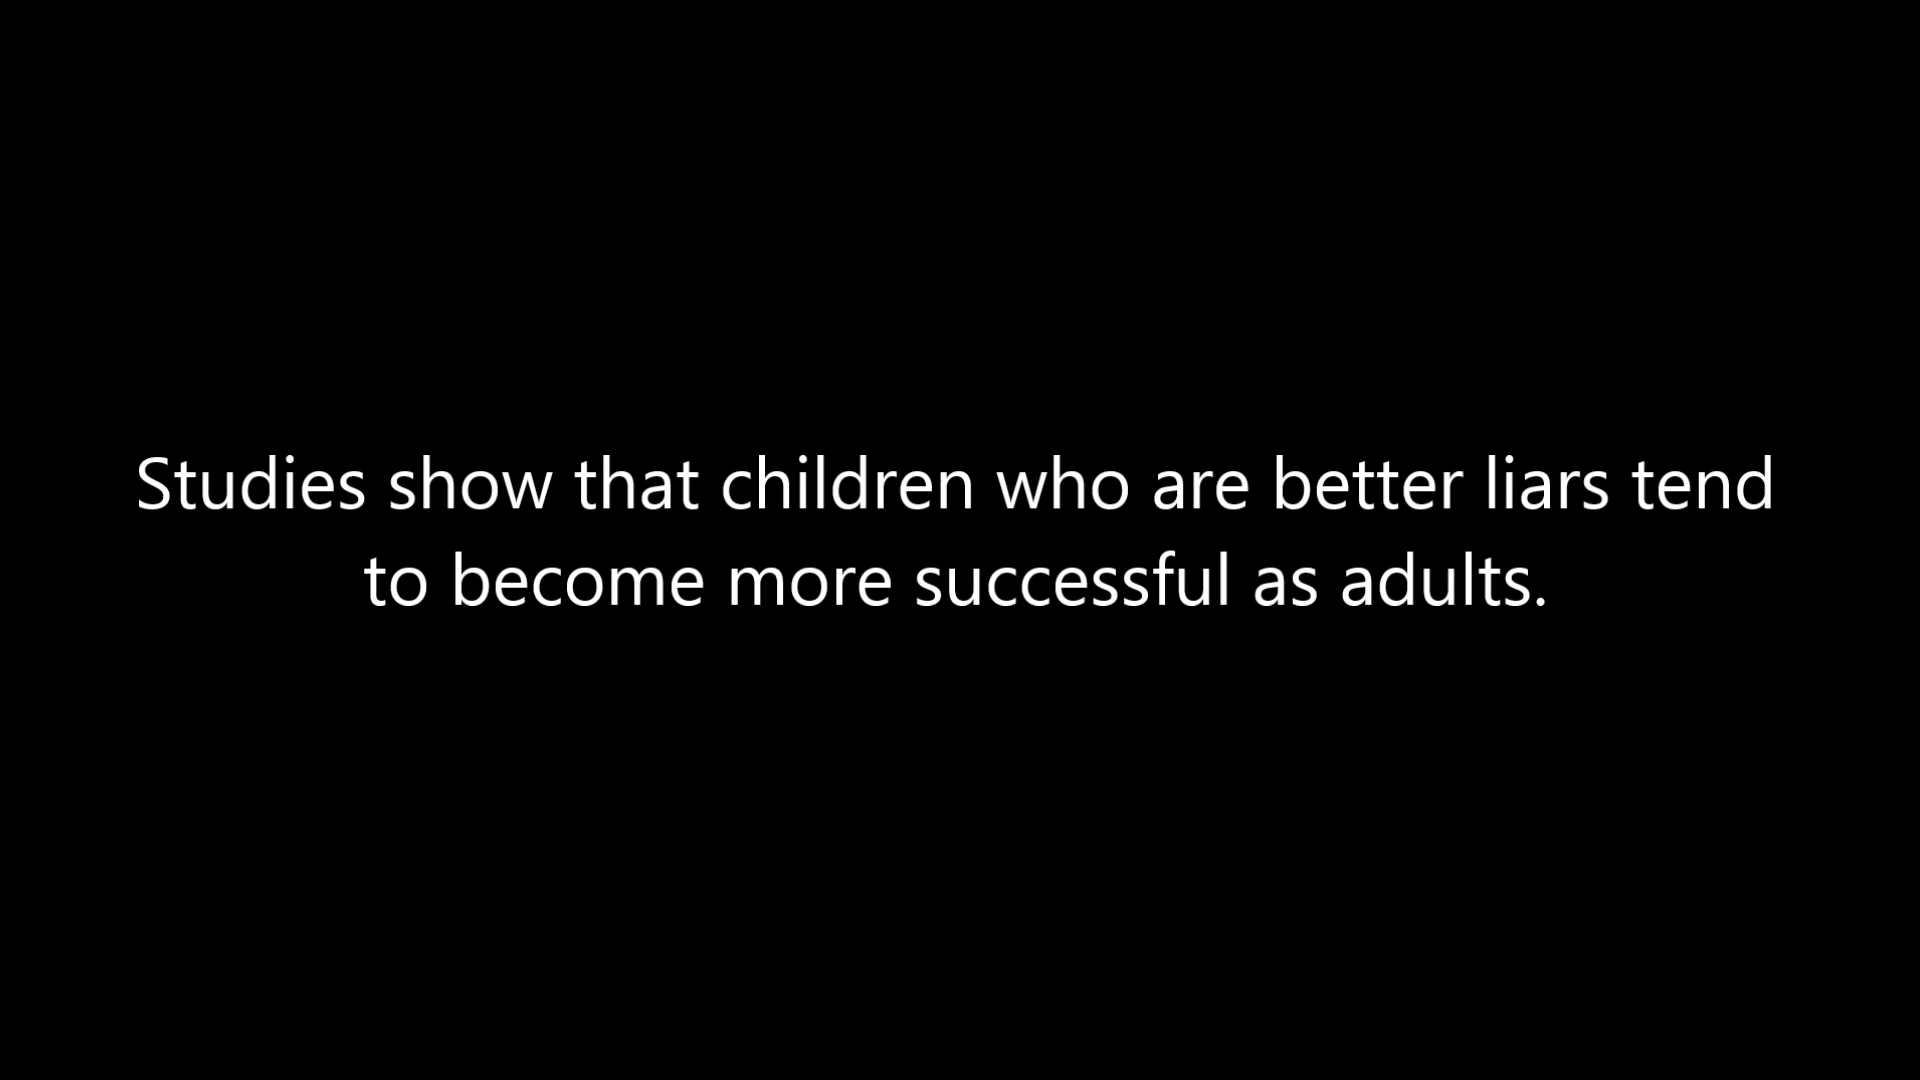 Studies show that children who are better liars tend
to become more successful as adults.